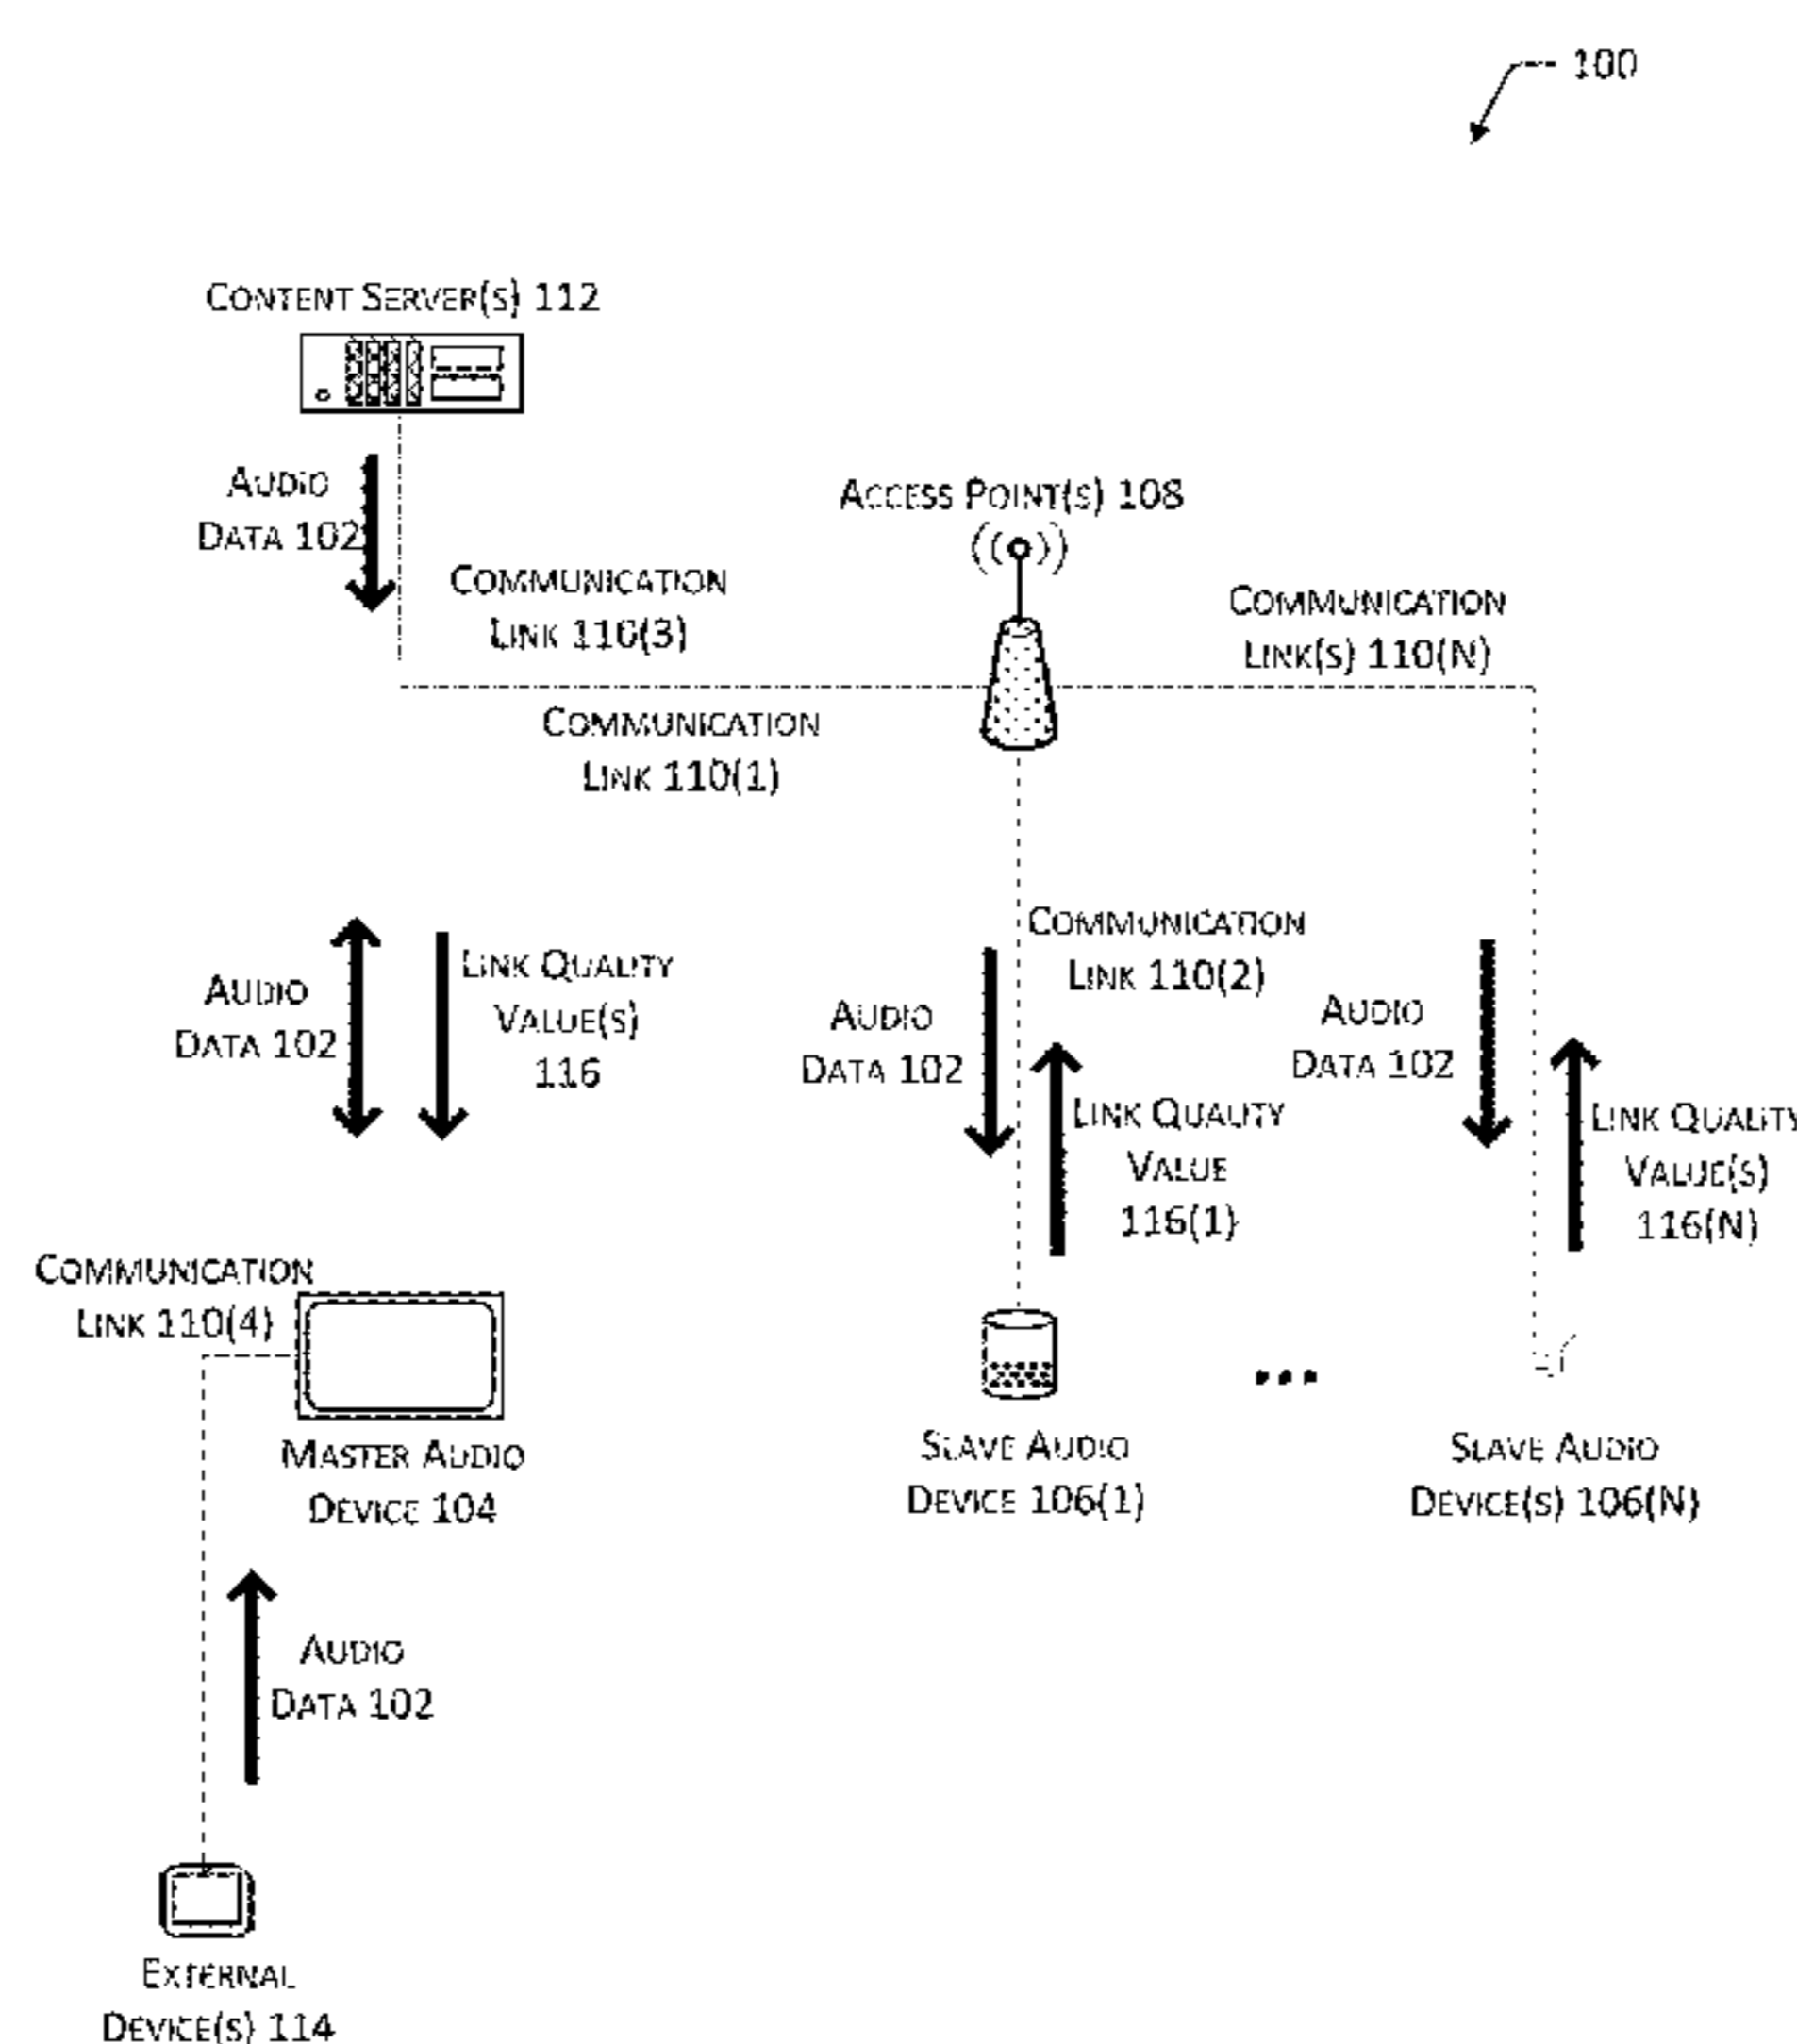 100
CONTENT SERVER(S) 112
AUDIO
DATA 102
ACCESS POINT(S) 108
COMMUNICATION
LINK 110(3)
COMMUNICATION
LINK(S) 110(N)
COMMUNICATION
LINK 110(1)
AUDIO
DATA 102
LINK QUALITY
VALUE(S)
116
COMMUNICATION
LINK 110(2)
AUDIO
DATA 102
LINK QUALITY
VALUE
116(1)
AUDIO
DATA 102
LINK QUALITY
VALUE(S)
116(N)
COMMUNICATION
LINK 110(4)
MASTER AUDIO
DEVICE 104
SLAVE AUDIO
DEVICE 106(1)
...
SLAVE AUDIO
DEVICE(S) 106(N)
AUDIO
DATA 102
EXTERNAL
DEVICE(S) 114